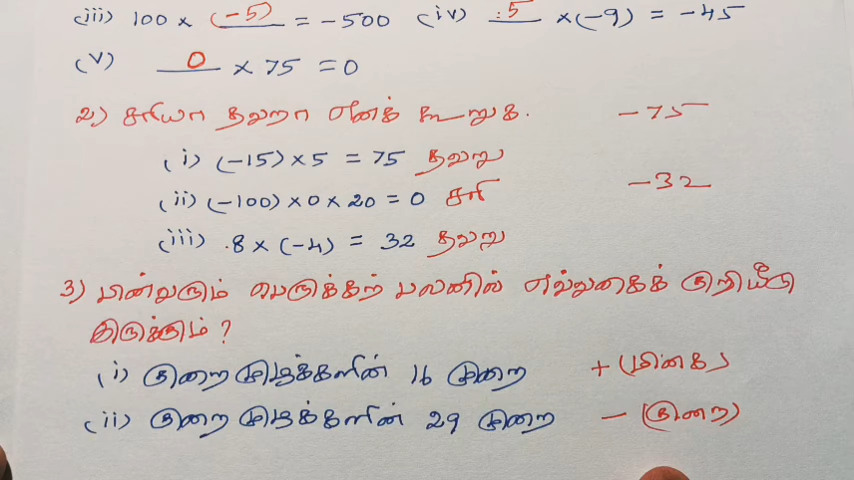 (iii) 100 × (-5) = -500 (iv) 5 × (-9) = -45
(v) 0 × 75 = 0
2) சரியா தவறா எனக் கூறுக. -75
(i) (-15) × 5 = 75 தவறு
(ii) (-100) × 0 × 20 = 0 சரி -32
(iii) 8 × (-4) = 32 தவறு
3) பின்வரும் பெருக்கற் பலனில் எவ்வகைக் குறியீடு
இருக்கும்?
(i) குறை முழுக்களின் 16 முறை + (மிகை)
(ii) குறை முழுக்களின் 29 முறை - (குறை)